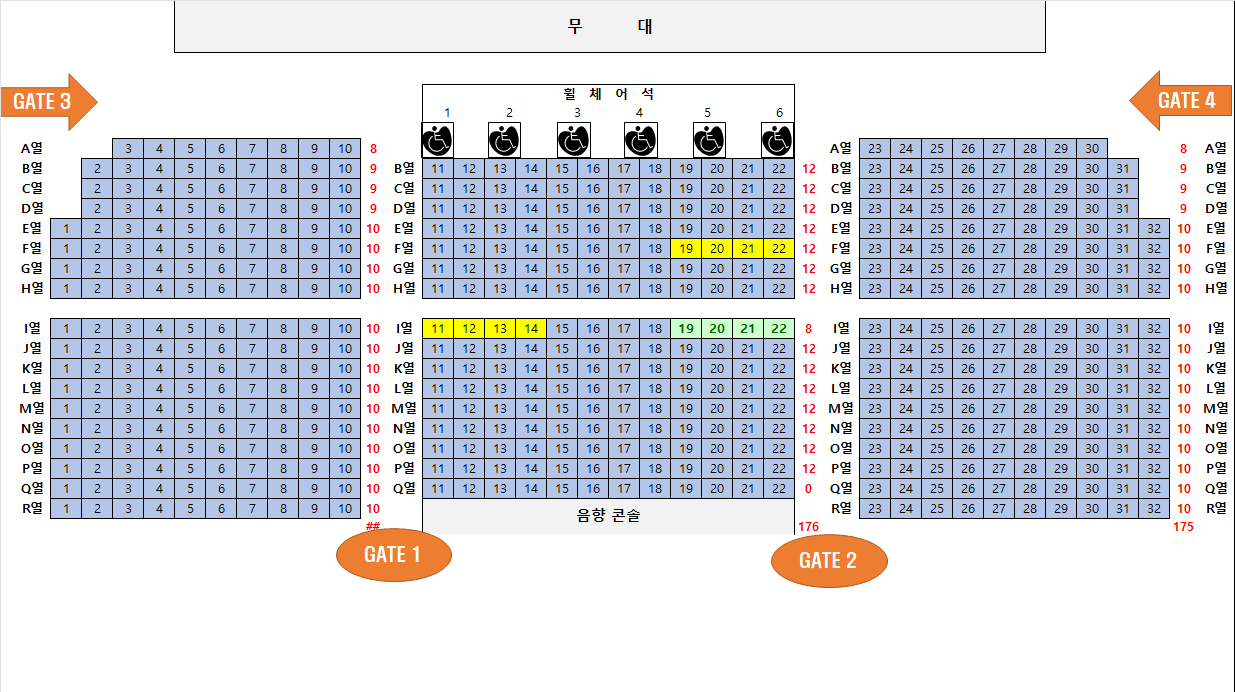 무 대
GATE 3
GATE 4
휠 체 어 석
1 2 3 4 5 6
A열 3 4 5 6 7 8 9 10 8 A열 23 24 25 26 27 28 29 30 8 A열
B열 2 3 4 5 6 7 8 9 10 9 B열 11 12 13 14 15 16 17 18 19 20 21 22 12 B열 23 24 25 26 27 28 29 30 31 9 B열
C열 2 3 4 5 6 7 8 9 10 9 C열 11 12 13 14 15 16 17 18 19 20 21 22 12 C열 23 24 25 26 27 28 29 30 31 9 C열
D열 2 3 4 5 6 7 8 9 10 9 D열 11 12 13 14 15 16 17 18 19 20 21 22 12 D열 23 24 25 26 27 28 29 30 31 9 D열
E열 1 2 3 4 5 6 7 8 9 10 10 E열 11 12 13 14 15 16 17 18 19 20 21 22 12 E열 23 24 25 26 27 28 29 30 31 32 10 E열
F열 1 2 3 4 5 6 7 8 9 10 10 F열 11 12 13 14 15 16 17 18 19 20 21 22 12 F열 23 24 25 26 27 28 29 30 31 32 10 F열
G열 1 2 3 4 5 6 7 8 9 10 10 G열 11 12 13 14 15 16 17 18 19 20 21 22 12 G열 23 24 25 26 27 28 29 30 31 32 10 G열
H열 1 2 3 4 5 6 7 8 9 10 10 H열 11 12 13 14 15 16 17 18 19 20 21 22 12 H열 23 24 25 26 27 28 29 30 31 32 10 H열
I열 1 2 3 4 5 6 7 8 9 10 10 I열 11 12 13 14 15 16 17 18 19 20 21 22 8 I열 23 24 25 26 27 28 29 30 31 32 10 I열
J열 1 2 3 4 5 6 7 8 9 10 10 J열 11 12 13 14 15 16 17 18 19 20 21 22 12 J열 23 24 25 26 27 28 29 30 31 32 10 J열
K열 1 2 3 4 5 6 7 8 9 10 10 K열 11 12 13 14 15 16 17 18 19 20 21 22 12 K열 23 24 25 26 27 28 29 30 31 32 10 K열
L열 1 2 3 4 5 6 7 8 9 10 10 L열 11 12 13 14 15 16 17 18 19 20 21 22 12 L열 23 24 25 26 27 28 29 30 31 32 10 L열
M열 1 2 3 4 5 6 7 8 9 10 10 M열 11 12 13 14 15 16 17 18 19 20 21 22 12 M열 23 24 25 26 27 28 29 30 31 32 10 M열
N열 1 2 3 4 5 6 7 8 9 10 10 N열 11 12 13 14 15 16 17 18 19 20 21 22 12 N열 23 24 25 26 27 28 29 30 31 32 10 N열
O열 1 2 3 4 5 6 7 8 9 10 10 O열 11 12 13 14 15 16 17 18 19 20 21 22 12 O열 23 24 25 26 27 28 29 30 31 32 10 O열
P열 1 2 3 4 5 6 7 8 9 10 10 P열 11 12 13 14 15 16 17 18 19 20 21 22 12 P열 23 24 25 26 27 28 29 30 31 32 10 P열
Q열 1 2 3 4 5 6 7 8 9 10 10 Q열 11 12 13 14 15 16 17 18 19 20 21 22 0 Q열 23 24 25 26 27 28 29 30 31 32 10 Q열
R열 1 2 3 4 5 6 7 8 9 10 10 음향 콘솔 R열 23 24 25 26 27 28 29 30 31 32 10 R열
## 176 175
GATE 1
GATE 2